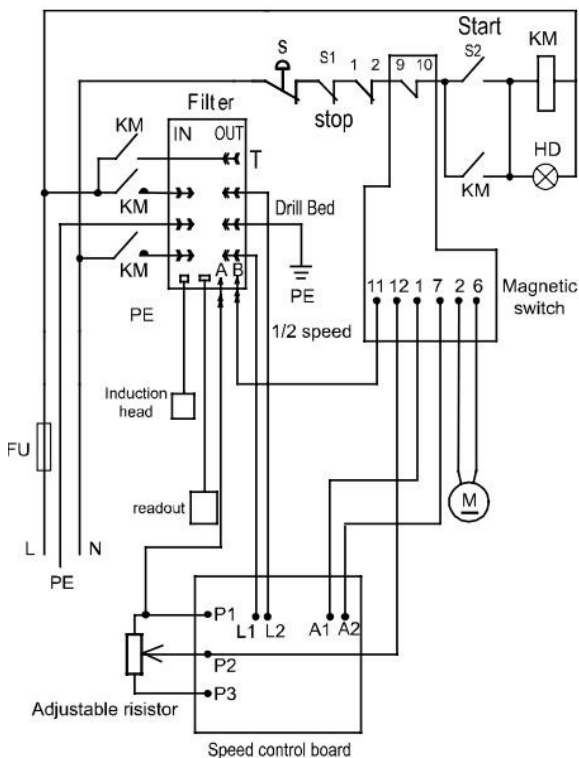 Start
S
S1
1
2
9
10
S2
KM
stop
Filter
KM
IN
OUT
T
HD
KM
KM
Drill Bed
KM
A
B
PE
PE
11
12
1
7
2
6
Magnetic
switch
1/2 speed
Induction
head
FU
readout
M
L
N
PE
P1
L1
L2
A1
A2
P2
P3
Adjustable risistor
Speed control board